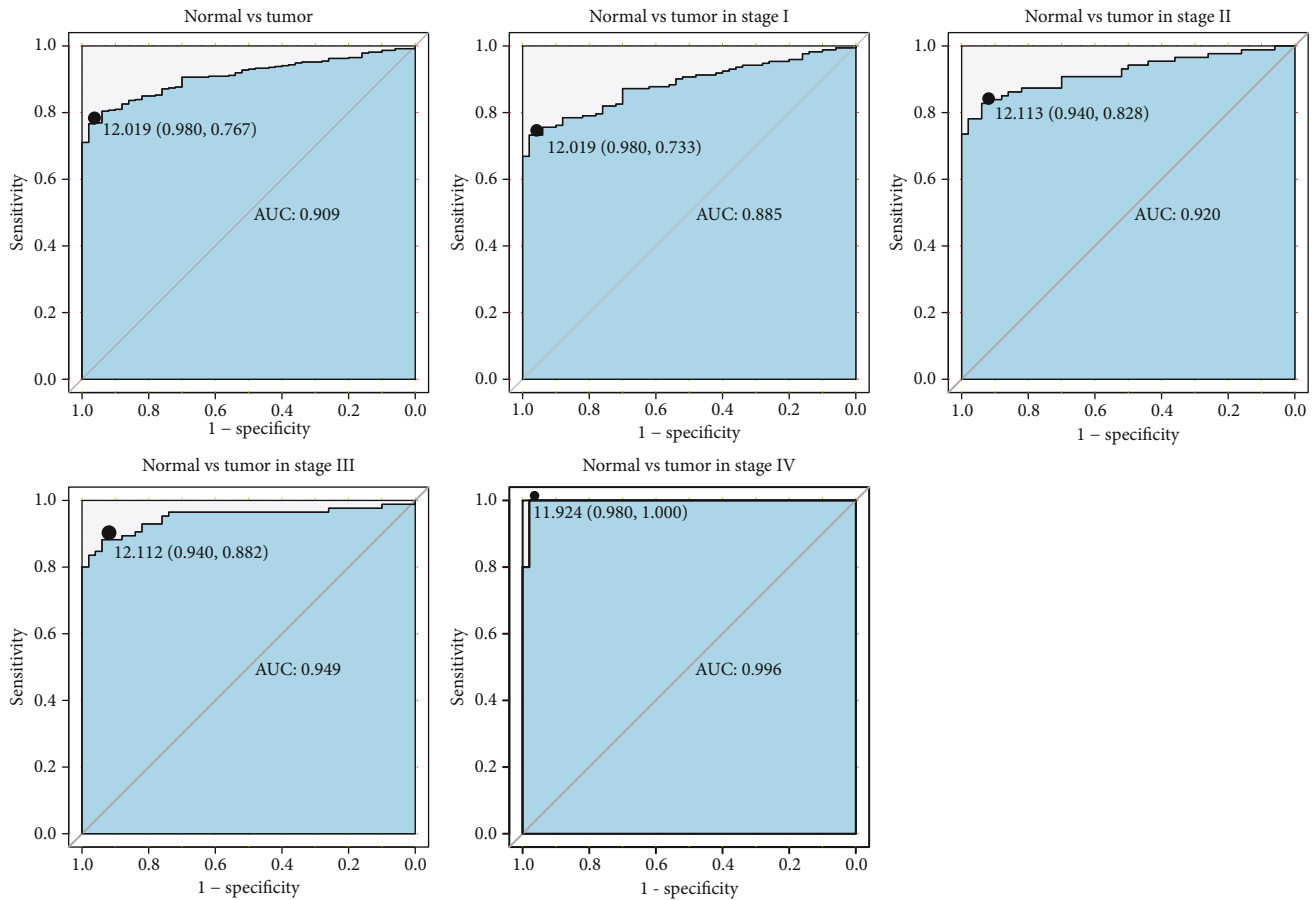 Normal vs tumor
1.0
0.8
0.6
0.4
0.2
0.0
Sensitivity
12.019 (0.980, 0.767)
AUC: 0.909
1.0 0.8 0.6 0.4 0.2 0.0
1 − specificity
Normal vs tumor in stage I
1.0
0.8
0.6
0.4
0.2
0.0
Sensitivity
12.019 (0.980, 0.733)
AUC: 0.885
1.0 0.8 0.6 0.4 0.2 0.0
1 − specificity
Normal vs tumor in stage II
1.0
0.8
0.6
0.4
0.2
0.0
Sensitivity
12.113 (0.940, 0.828)
AUC: 0.920
1.0 0.8 0.6 0.4 0.2 0.0
1 − specificity
Normal vs tumor in stage III
1.0
0.8
0.6
0.4
0.2
0.0
Sensitivity
12.112 (0.940, 0.882)
AUC: 0.949
1.0 0.8 0.6 0.4 0.2 0.0
1 − specificity
Normal vs tumor in stage IV
1.0
0.8
0.6
0.4
0.2
0.0
Sensitivity
11.924 (0.980, 1.000)
AUC: 0.996
1.0 0.8 0.6 0.4 0.2 0.0
1 - specificity